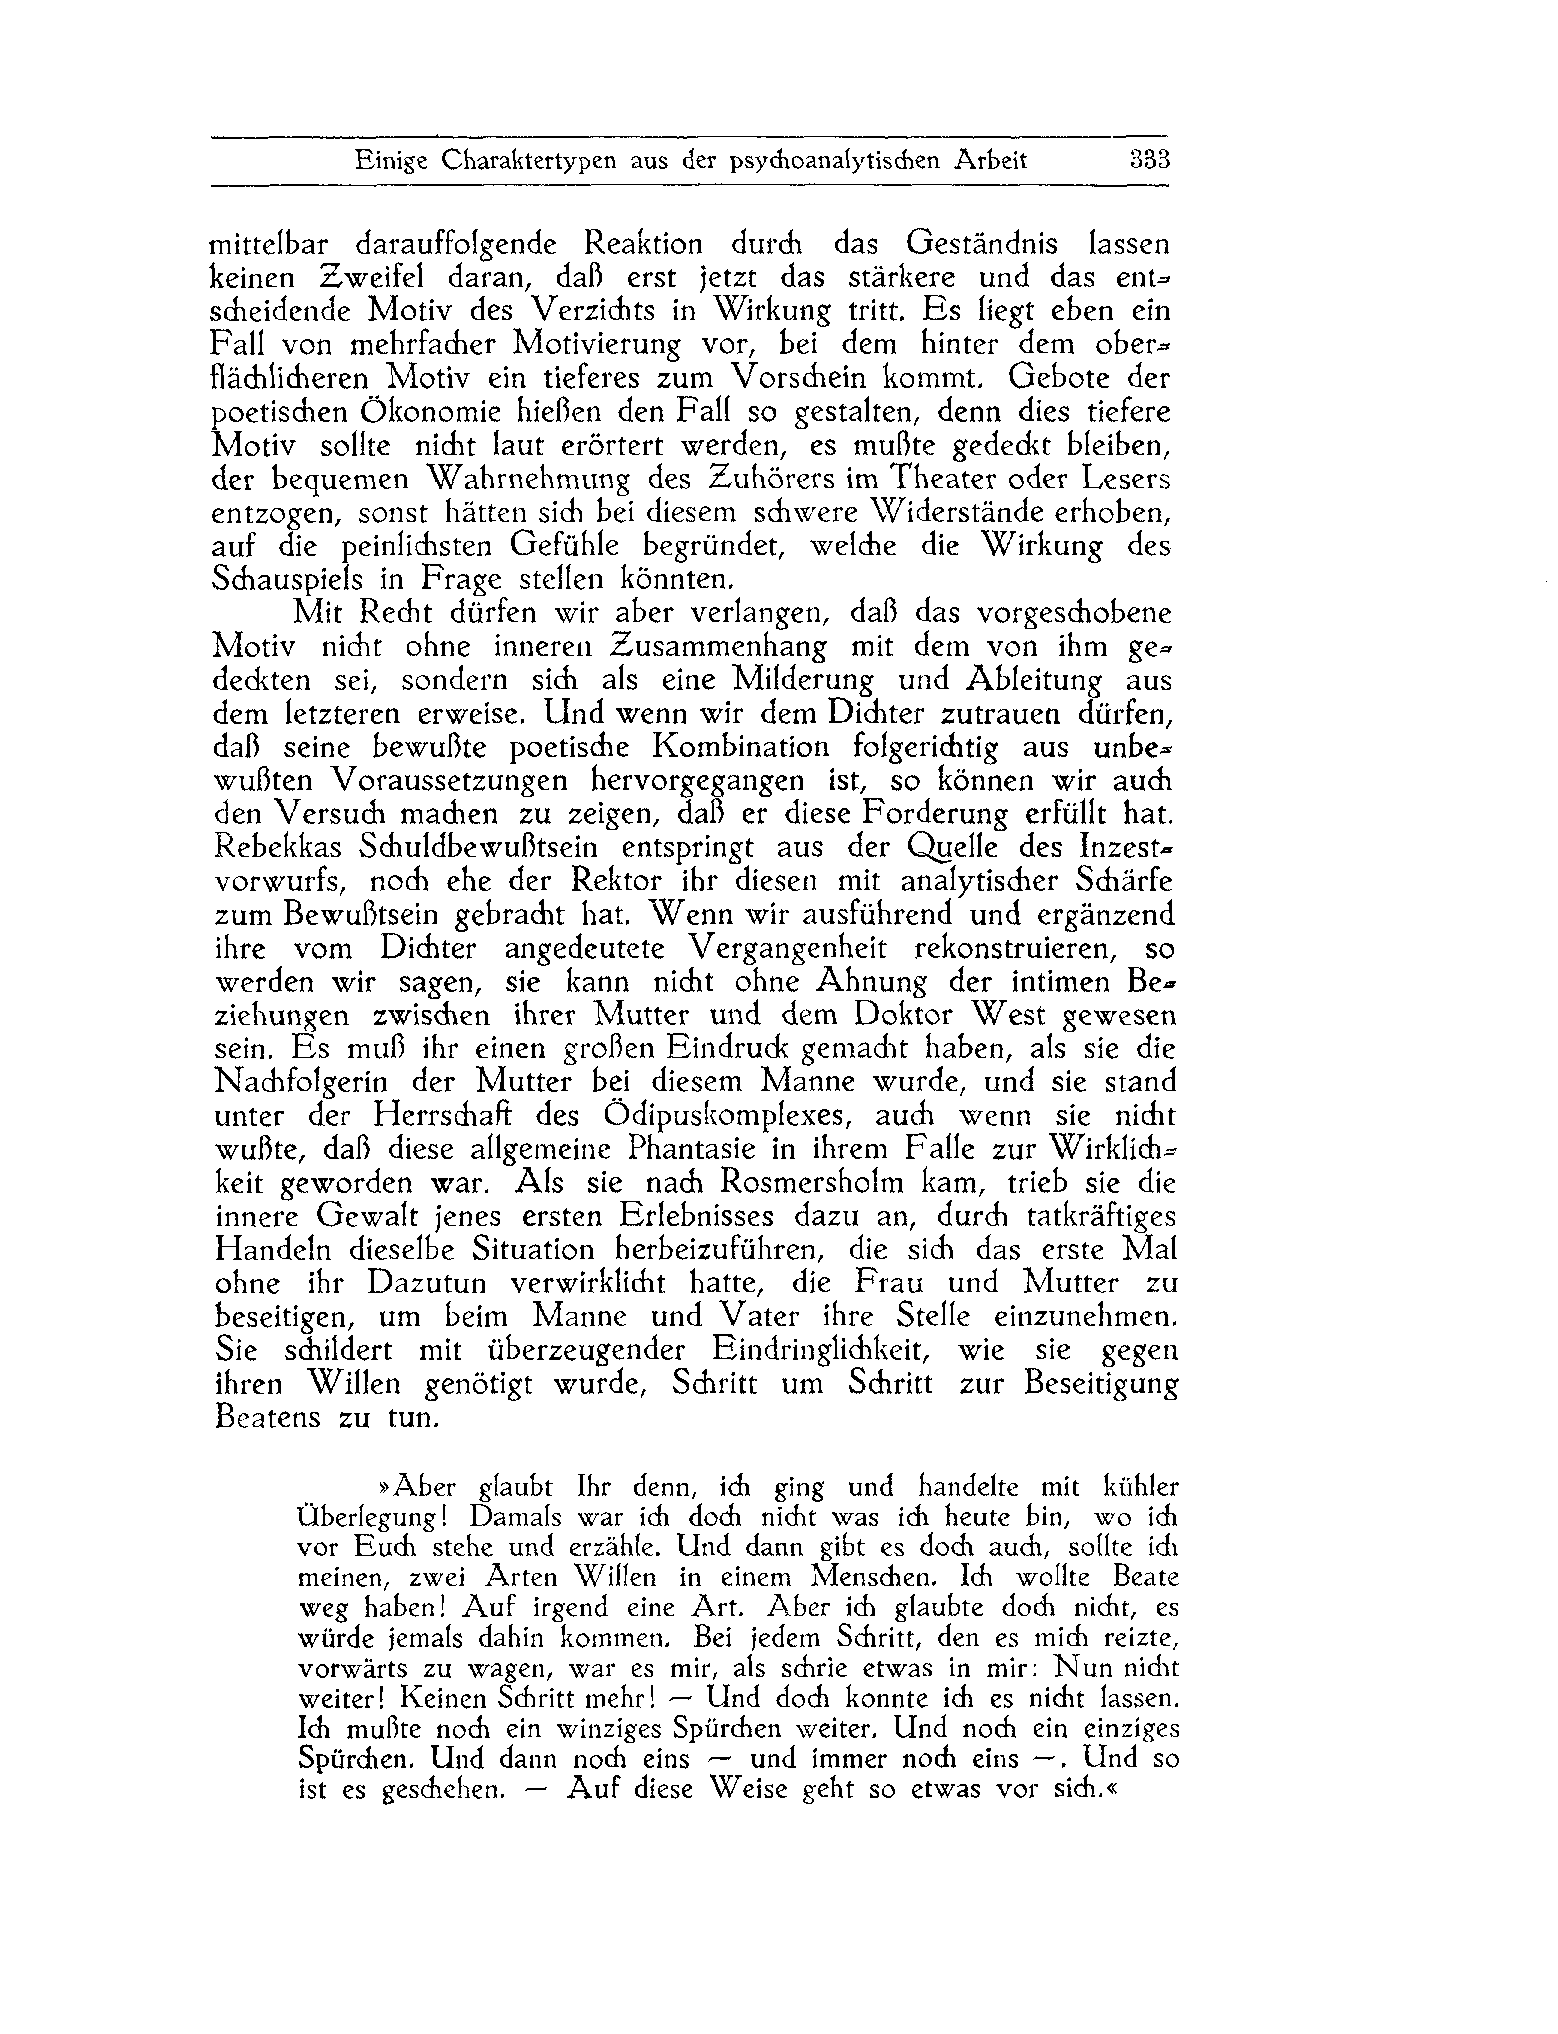 Einige Charaktertypen aus der psychoanalytischen Arbeit 333
mittelbar darauffolgende Reaktion durch das Geständnis lassen
keinen Zweifel daran, daß erst jetzt das stärkere und das ent-
scheidende Motiv des Verzichts in Wirkung tritt. Es liegt eben ein
Fall von mehrfacher Motivierung vor, bei dem hinter dem ober-
flächlicheren Motiv ein tieferes zum Vorschein kommt. Gebote der
poetischen Ökonomie hießen den Fall so gestalten, denn dies tiefere
Motiv sollte nicht laut erörtert werden, es mußte gedeckt bleiben,
der bequemen Wahrnehmung des Zuhörers im Theater oder Lesers
entzogen, sonst hätten sich bei diesem schwere Widerstände erhoben,
auf die peinlichsten Gefühle begründet, welche die Wirkung des
Schauspiels in Frage stellen könnten.
Mit Recht dürfen wir aber verlangen, daß das vorgeschobene
Motiv nicht ohne inneren Zusammenhang mit dem von ihm ge-
deckten sei, sondern sich als eine Milderung und Ableitung aus
dem letzteren erweise. Und wenn wir dem Dichter zutrauen dürfen,
daß seine bewußte poetische Kombination folgerichtig aus unbe-
wußten Voraussetzungen hervorgegangen ist, so können wir auch
den Versuch machen zu zeigen, daß er diese Forderung erfüllt hat.
Rebekkas Schuldbewußtsein entspringt aus der Quelle des Inzest-
vorwurfs, noch ehe der Rektor ihr diesen mit analytischer Schärfe
zum Bewußtsein gebracht hat. Wenn wir ausführend und ergänzend
ihre vom Dichter angedeutete Vergangenheit rekonstruieren, so
werden wir sagen, sie kann nicht ohne Ahnung der intimen Be-
ziehungen zwischen ihrer Mutter und dem Doktor West gewesen
sein. Es muß ihr einen großen Eindruck gemacht haben, als sie die
Nachfolgerin der Mutter bei diesem Manne wurde, und sie stand
unter der Herrschaft des Ödipuskomplexes, auch wenn sie nicht
wußte, daß diese allgemeine Phantasie in ihrem Falle zur Wirklich-
keit geworden war. Als sie nach Rosmersholm kam, trieb sie die
innere Gewalt jenes ersten Erlebnisses dazu an, durch tatkräftiges
Handeln dieselbe Situation herbeizuführen, die sich das erste Mal
ohne ihr Dazutun verwirklicht hatte, die Frau und Mutter zu
beseitigen, um beim Manne und Vater ihre Stelle einzunehmen.
Sie schildert mit überzeugender Eindringlichkeit, wie sie gegen
ihren Willen genötigt wurde, Schritt um Schritt zur Beseitigung
Beatens zu tun.
»Aber glaubt Ihr denn, ich ging und handelte mit kühler
Überlegung! Damals war ich doch nicht was ich heute bin, wo ich
vor Euch stehe und erzähle. Und dann gibt es doch auch, sollte ich
meinen, zwei Arten Willen in einem Menschen. Ich wollte Beate
weg haben! Auf irgend eine Art. Aber ich glaubte doch nicht, es
würde jemals dahin kommen. Bei jedem Schritt, den es mich reizte,
vorwärts zu wagen, war es mir, als schrie etwas in mir: Nun nicht
weiter! Keinen Schritt mehr! — Und doch konnte ich es nicht lassen.
Ich mußte noch ein winziges Spürchen weiter. Und noch ein einziges
Spürchen. Und dann noch eins — und immer noch eins —. Und so
ist es geschehen. — Auf diese Weise geht so etwas vor sich.«